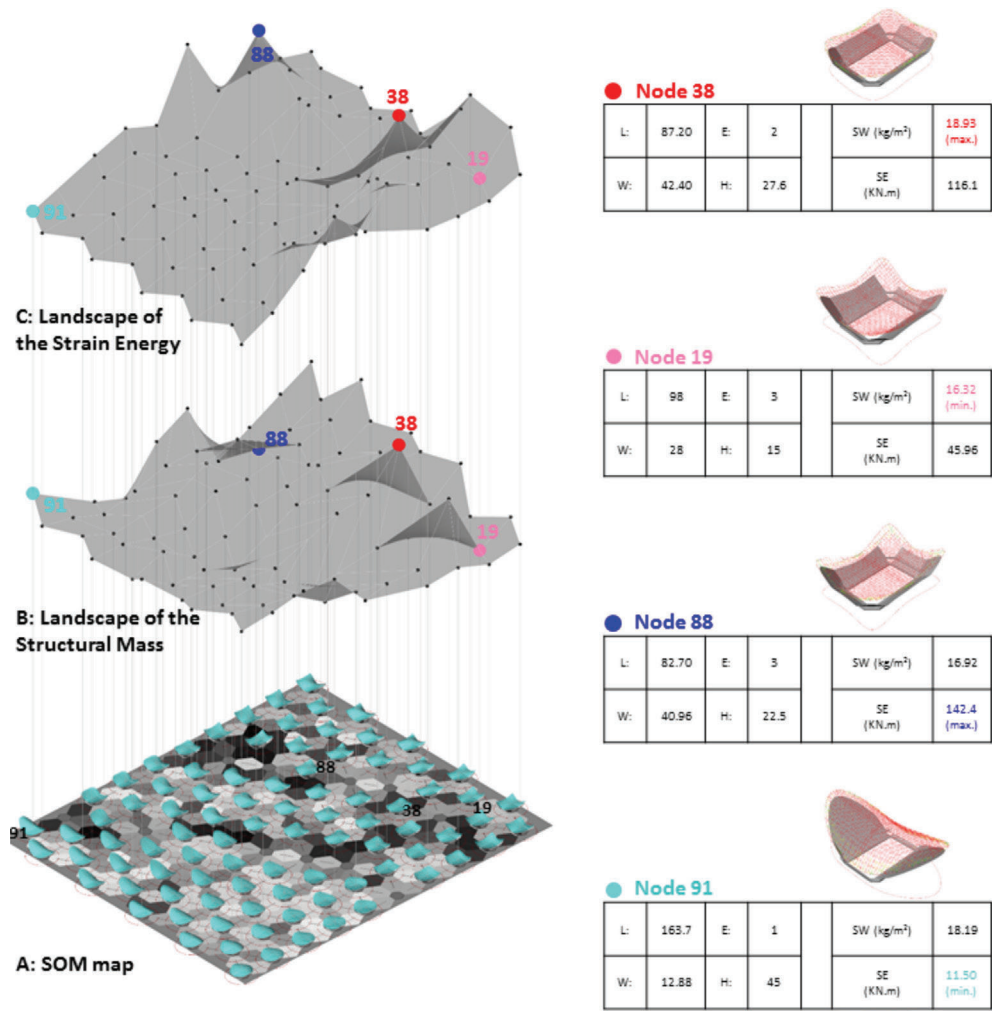 88
38
19
91
C: Landscape of
the Strain Energy
88
38
91
19
B: Landscape of the
Structural Mass
88
38
19
91
A: SOM map
Node 38
L: 87.20 E: 2 SW (kg/m²) 18.93 (max.)
W: 42.40 H: 27.6 SE (KN.m) 116.1
Node 19
L: 98 E: 3 SW (kg/m²) 16.32 (min.)
W: 28 H: 15 SE (KN.m) 45.96
Node 88
L: 82.70 E: 3 SW (kg/m²) 16.92
W: 40.96 H: 22.5 SE (KN.m) 142.4 (max.)
Node 91
L: 163.7 E: 1 SW (kg/m²) 18.19
W: 12.88 H: 45 SE (KN.m) 11.50 (min.)